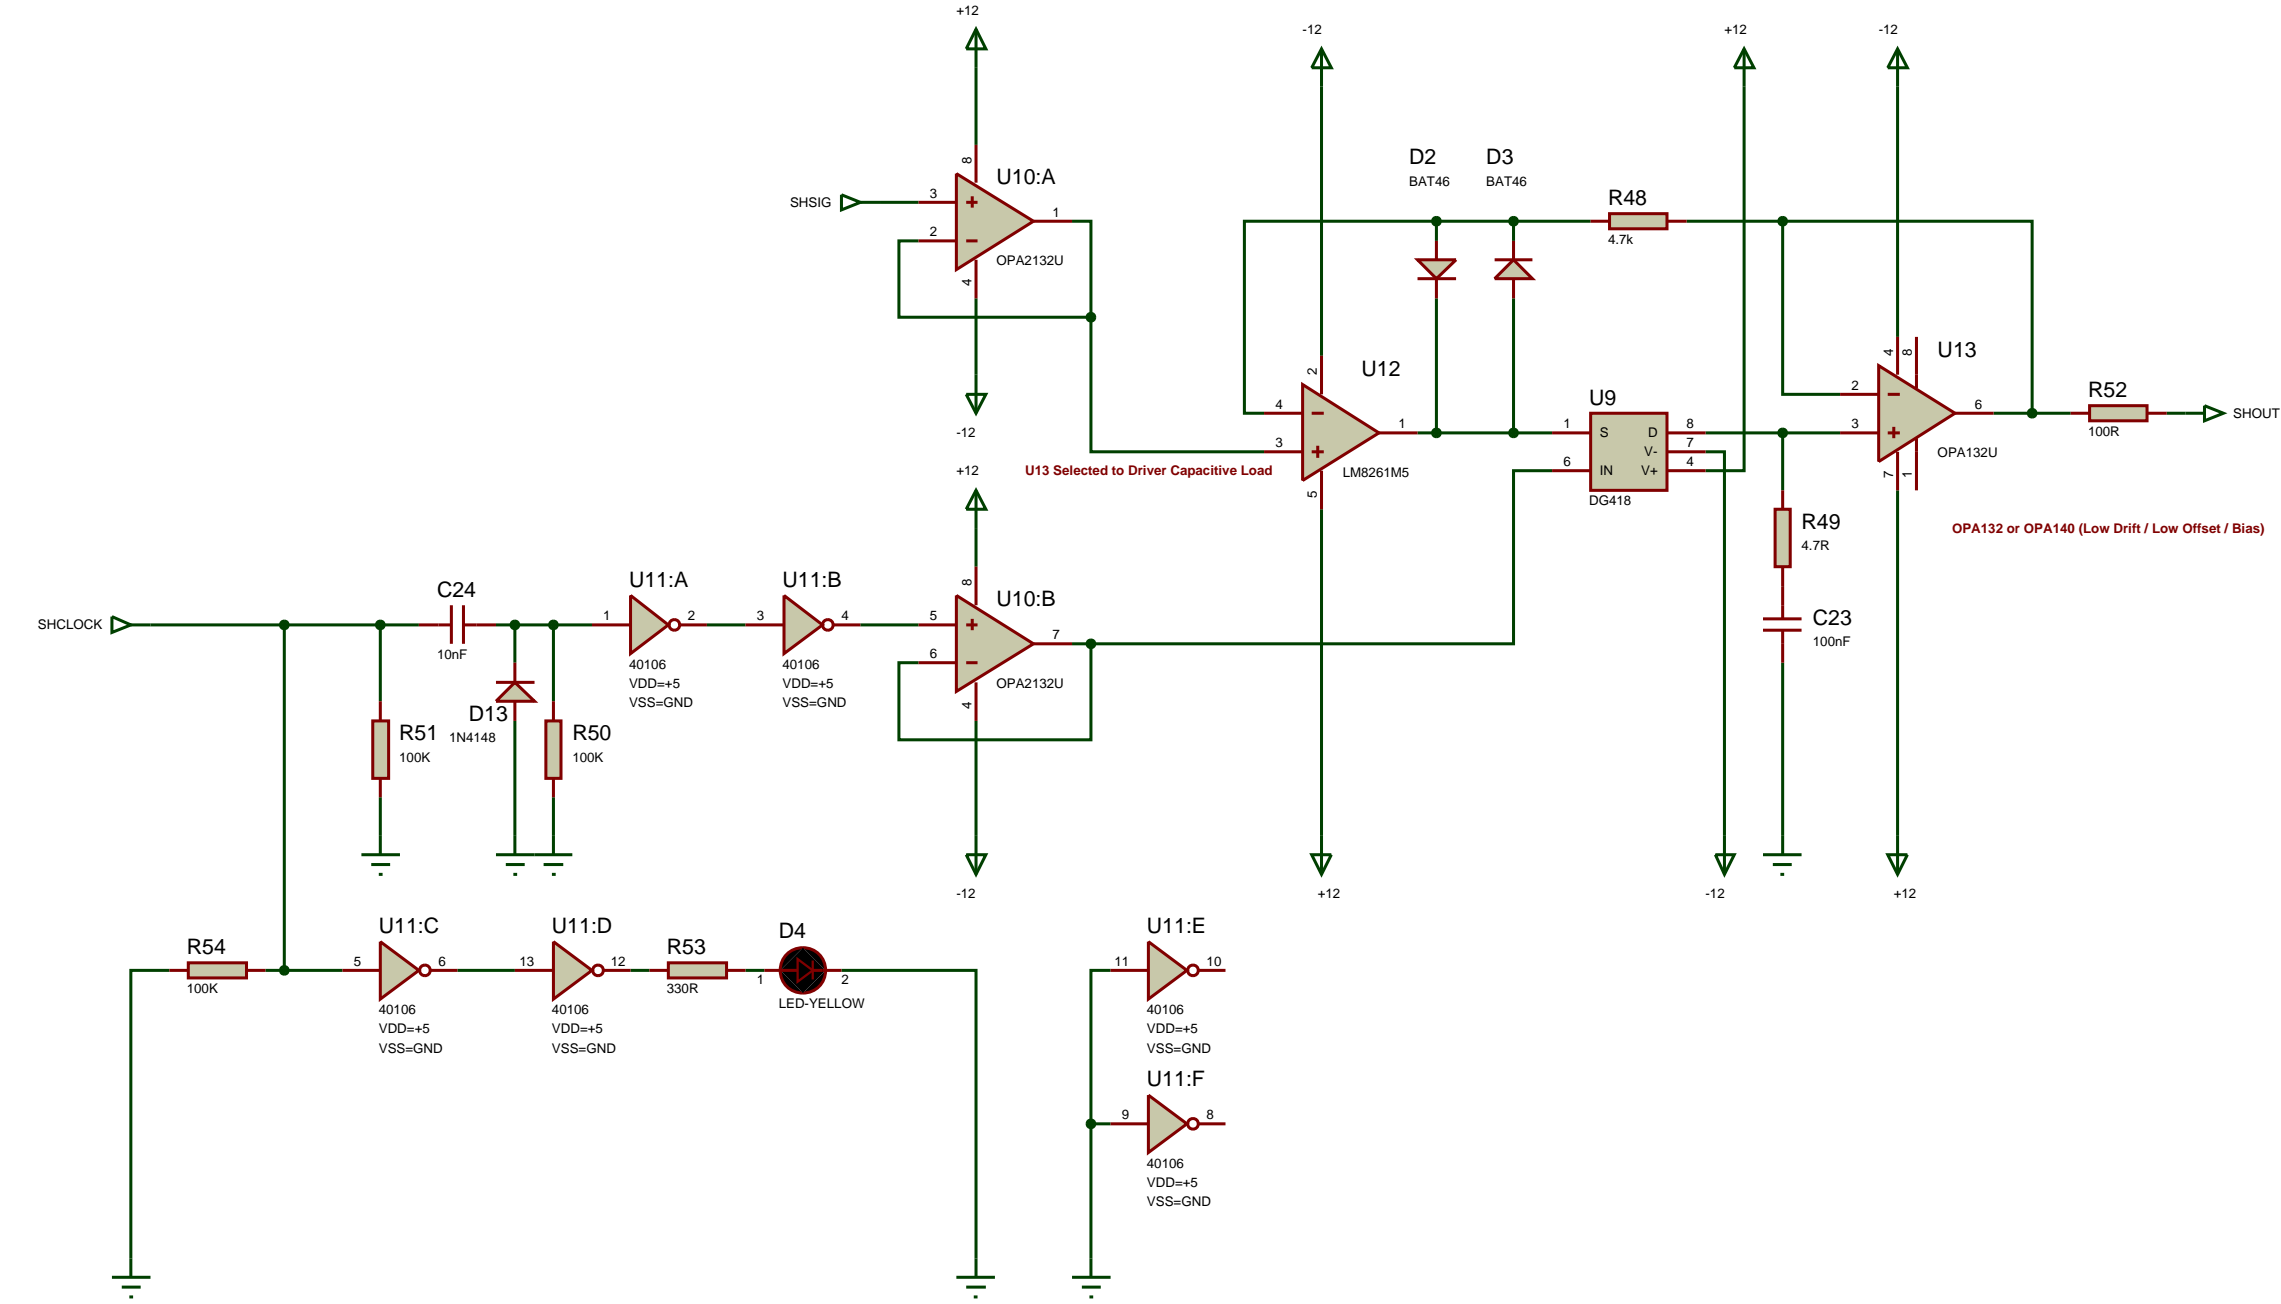 +12
-12
+12
-12
D2
BAT46
D3
BAT46
R48
4.7k
8
U10:A
SHSIG
3
+
1
2
−
OPA2132U
4
-12
U12
2
4
−
1
3
+
LM8261M5
5
U13 Selected to Driver Capacitive Load
U9
1
S
D
8
V-
7
6
IN
V+
4
DG418
4
8
U13
2
−
6
3
+
OPA132U
7
1
R52
100R
SHOUT
OPA132 or OPA140 (Low Drift / Low Offset / Bias)
R49
4.7R
C23
100nF
+12
8
U10:B
5
+
7
6
−
OPA2132U
4
-12
+12
-12
+12
SHCLOCK
C24
10nF
U11:A
1
2
40106
VDD=+5
VSS=GND
U11:B
3
4
40106
VDD=+5
VSS=GND
R51
100K
D13
1N4148
R50
100K
R54
100K
U11:C
5
6
40106
VDD=+5
VSS=GND
U11:D
13
12
40106
VDD=+5
VSS=GND
R53
330R
D4
1
2
LED-YELLOW
U11:E
11
10
40106
VDD=+5
VSS=GND
U11:F
9
8
40106
VDD=+5
VSS=GND